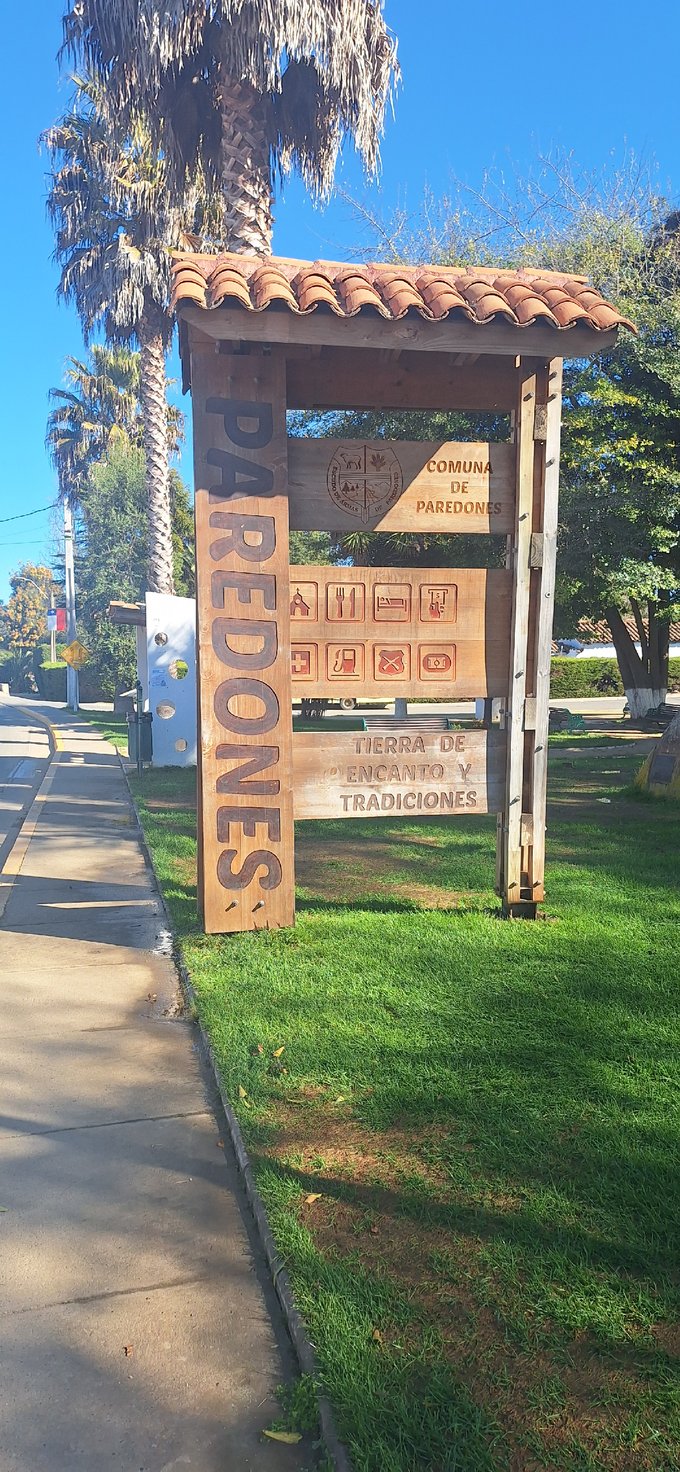 PAREDONES
COMUNA
DE
PAREDONES
TIERRA DE
ENCANTO Y
TRADICIONES